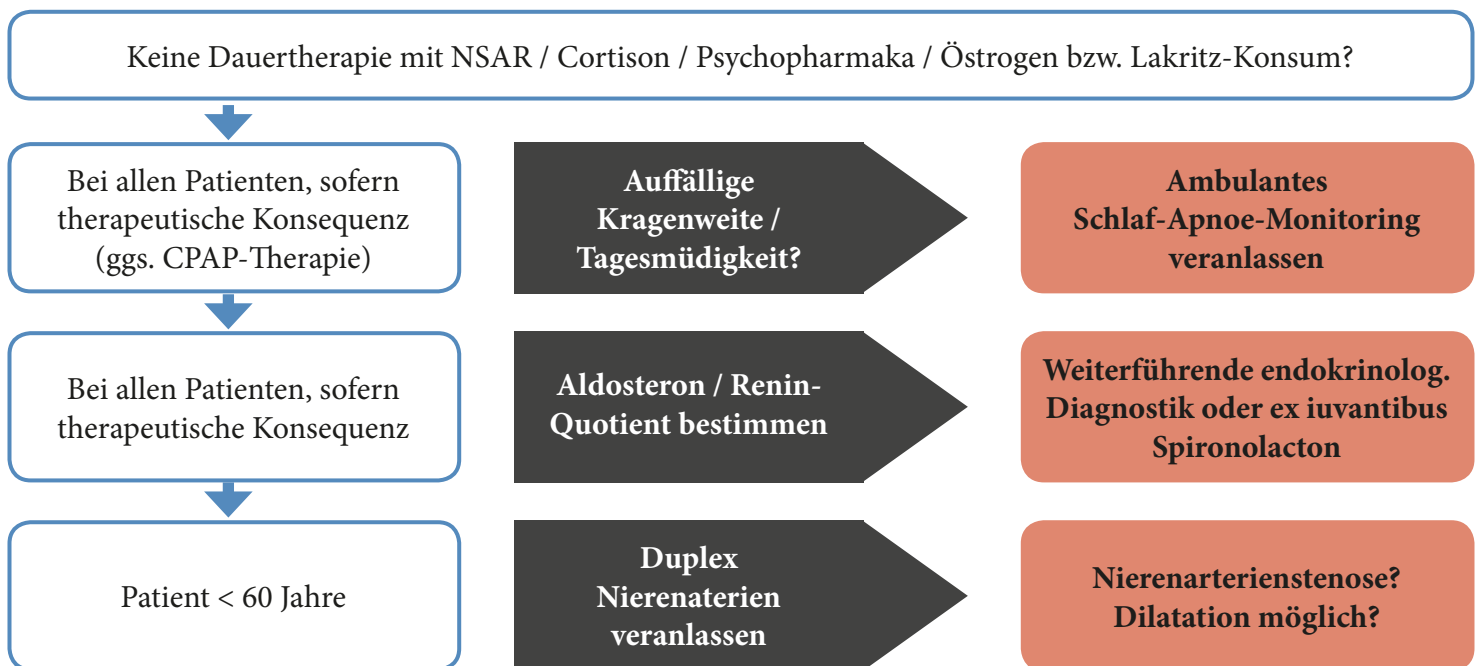 Keine Dauertherapie mit NSAR / Cortison / Psychopharmaka / Östrogen bzw. Lakritz-Konsum?
Bei allen Patienten, sofern
therapeutische Konsequenz
(ggs. CPAP-Therapie)
Auffällige
Kragenweite /
Tagesmüdigkeit?
Ambulantes
Schlaf-Apnoe-Monitoring
veranlassen
Bei allen Patienten, sofern
therapeutische Konsequenz
Aldosteron / Renin-
Quotient bestimmen
Weiterführende endokrinolog.
Diagnostik oder ex iuvantibus
Spironolacton
Patient < 60 Jahre
Duplex
Nierenaterien
veranlassen
Nierenarterienstenose?
Dilatation möglich?